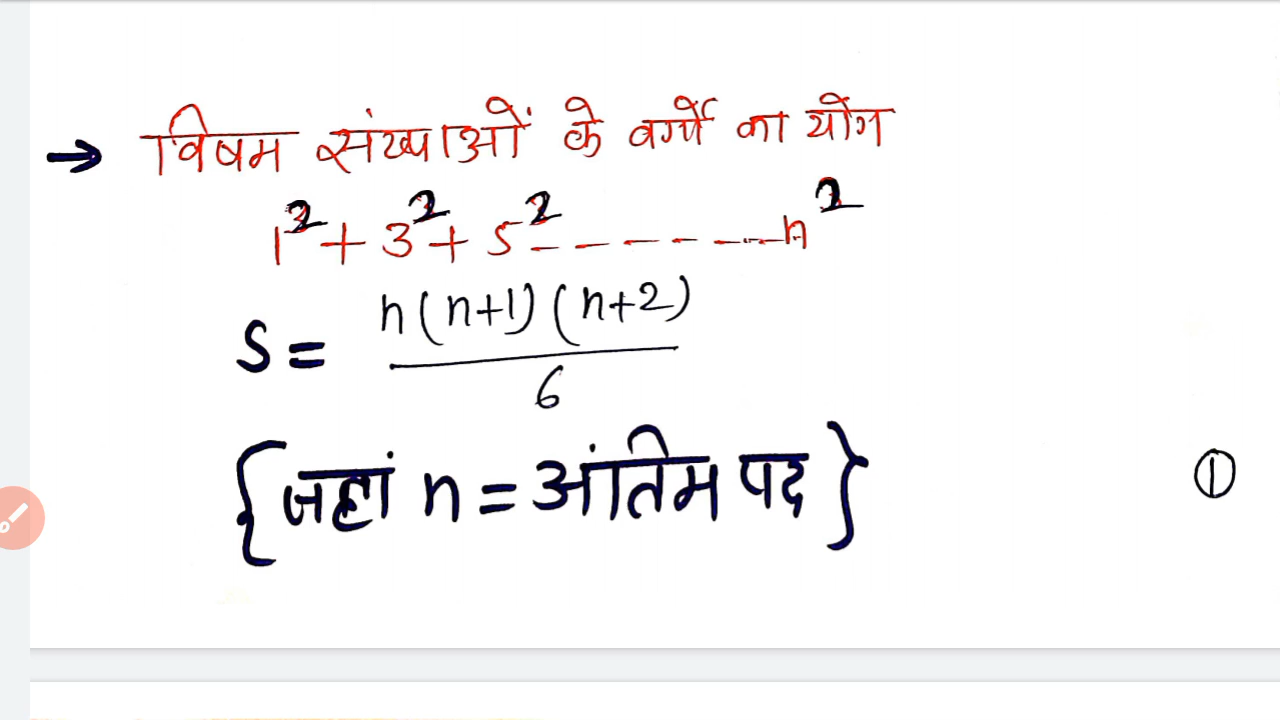 → विषम संख्याओं के वर्गों का योग
1² + 3² + 5² - - - - - - - n²
S = n(n+1)(n+2)
6
{जहां n = अंतिम पद}
①